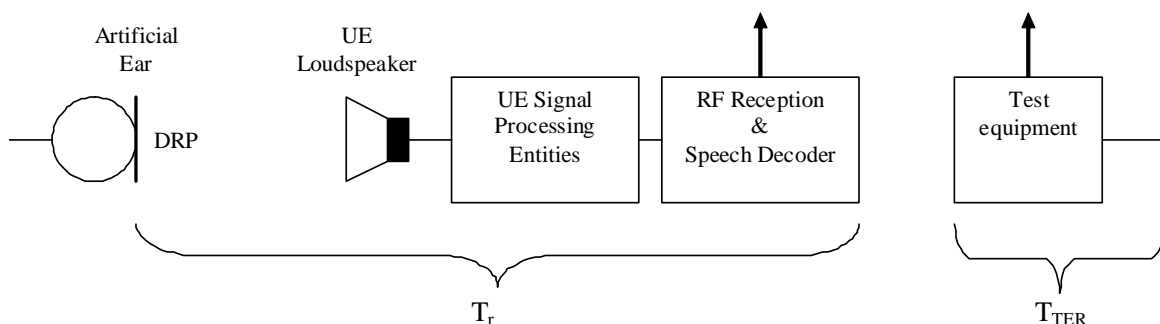 Artificial
Ear
UE
Loudspeaker
DRP
UE Signal
Processing
Entities
RF Reception
&
Speech Decoder
Test
equipment
Tr
TTER